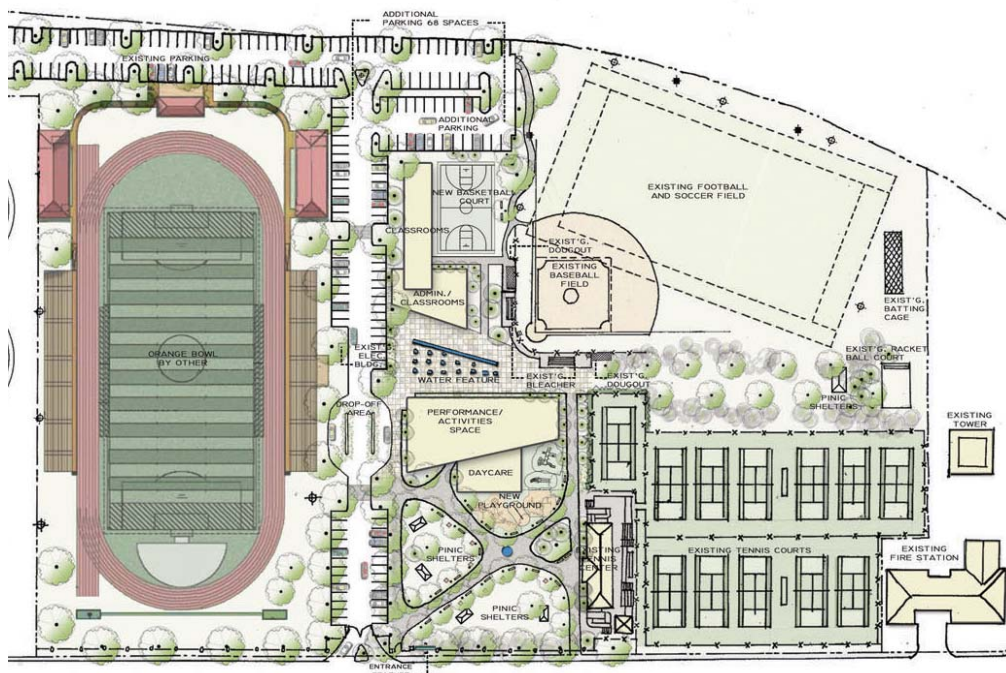 ADDITIONAL
PARKING 68 SPACES
EXISTING PARKING
ADDITIONAL
PARKING
NEW BASKETBALL
COURT
CLASSROOMS
EXISTING FOOTBALL
AND SOCCER FIELD
EXIST'G.
DOUGOUT
EXISTING
BASEBALL
FIELD
ADMIN./
CLASSROOMS
EXIST'G.
BATTING
CAGE
ORANGE BOWL
BY OTHER
EXIST'G
ELEC.
BLDG.
WATER FEATURE
EXIST'G.
BLEACHER
EXIST'G.
DOUGOUT
EXIST'G. RACKET
BALL COURT
PINIC
SHELTERS
DROP-OFF
AREA
PERFORMANCE/
ACTIVITIES
SPACE
EXISTING
TOWER
DAYCARE
NEW
PLAYGROUND
PINIC
SHELTERS
EXISTING
TENNIS
CENTER
EXISTING TENNIS COURTS
EXISTING
FIRE STATION
PINIC
SHELTERS
ENTRANCE